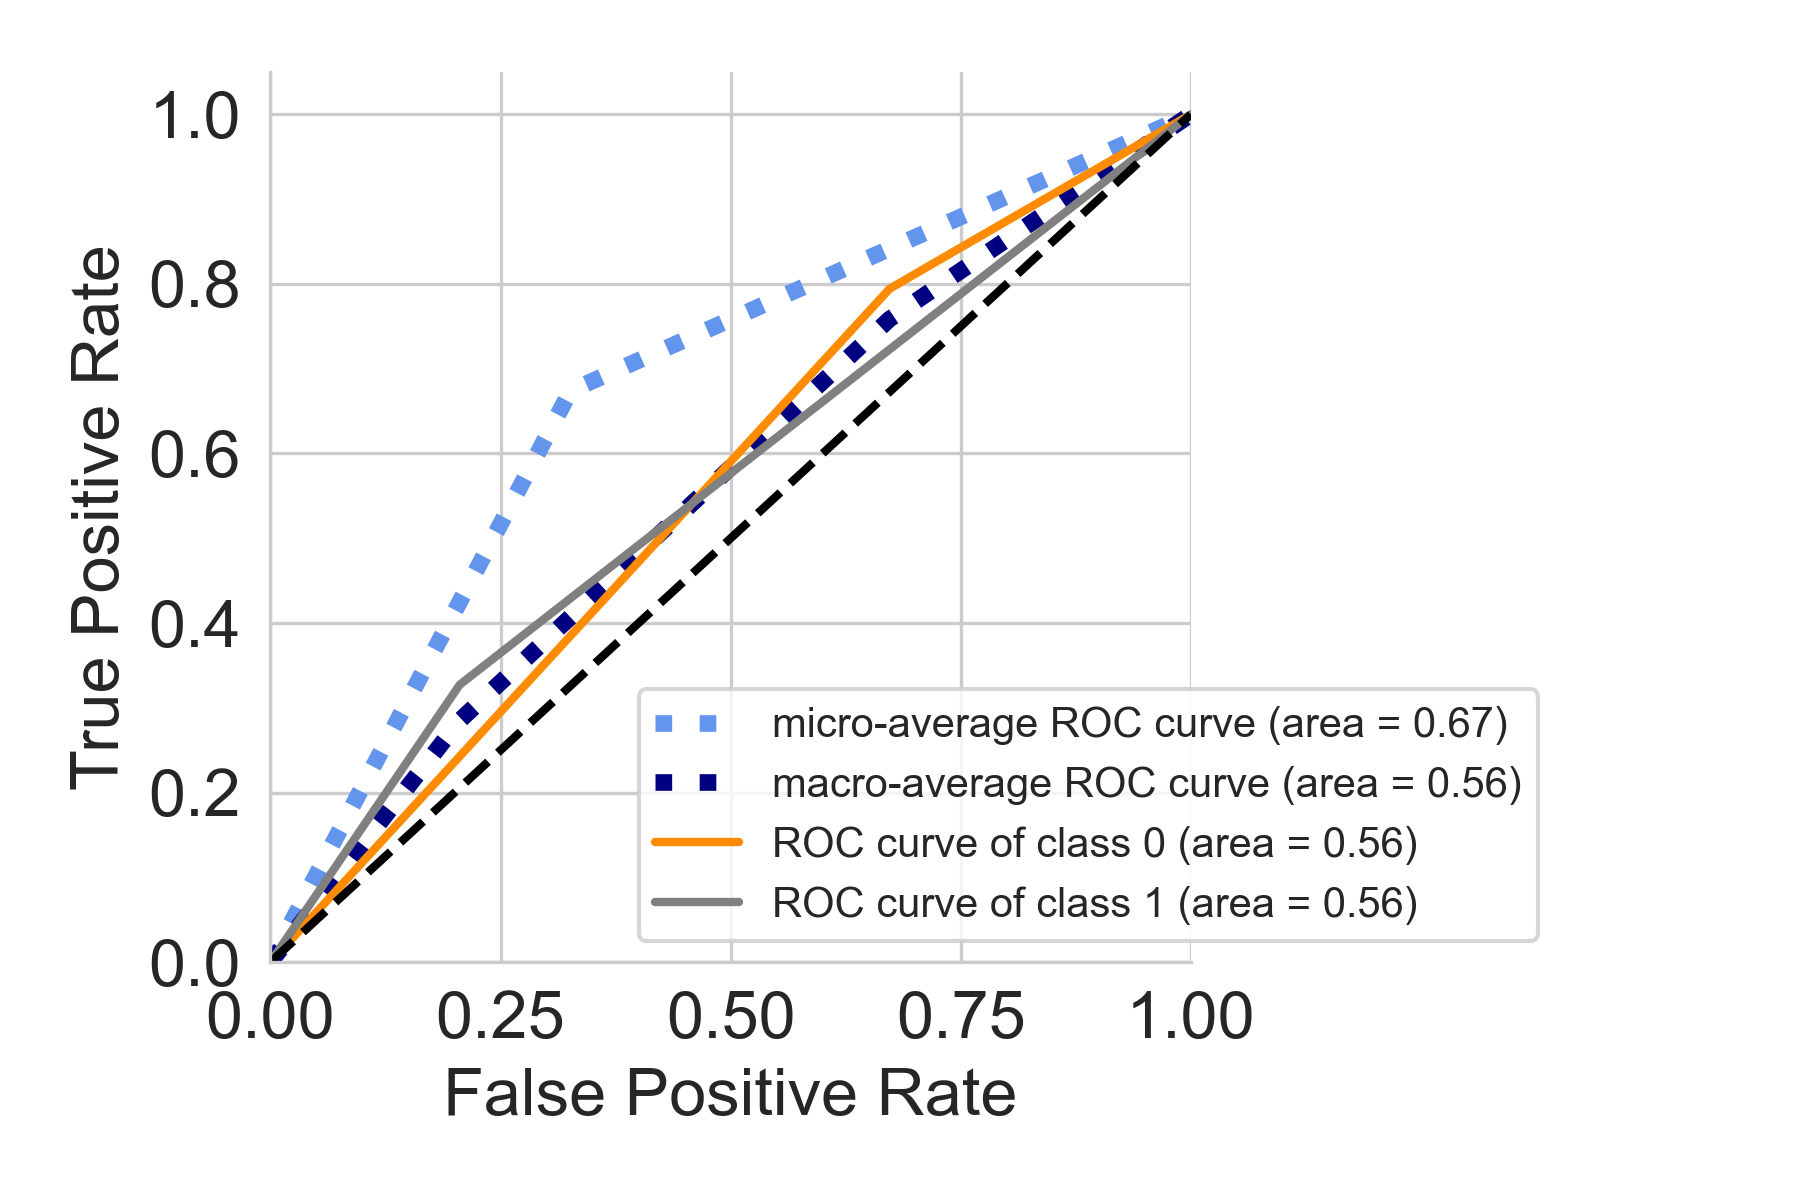 1.0
0.8
0.6
0.4
0.2
0.0
True Positive Rate
micro-average ROC curve (area = 0.67)
macro-average ROC curve (area = 0.56)
ROC curve of class 0 (area = 0.56)
ROC curve of class 1 (area = 0.56)
0.00 0.25 0.50 0.75 1.00
False Positive Rate